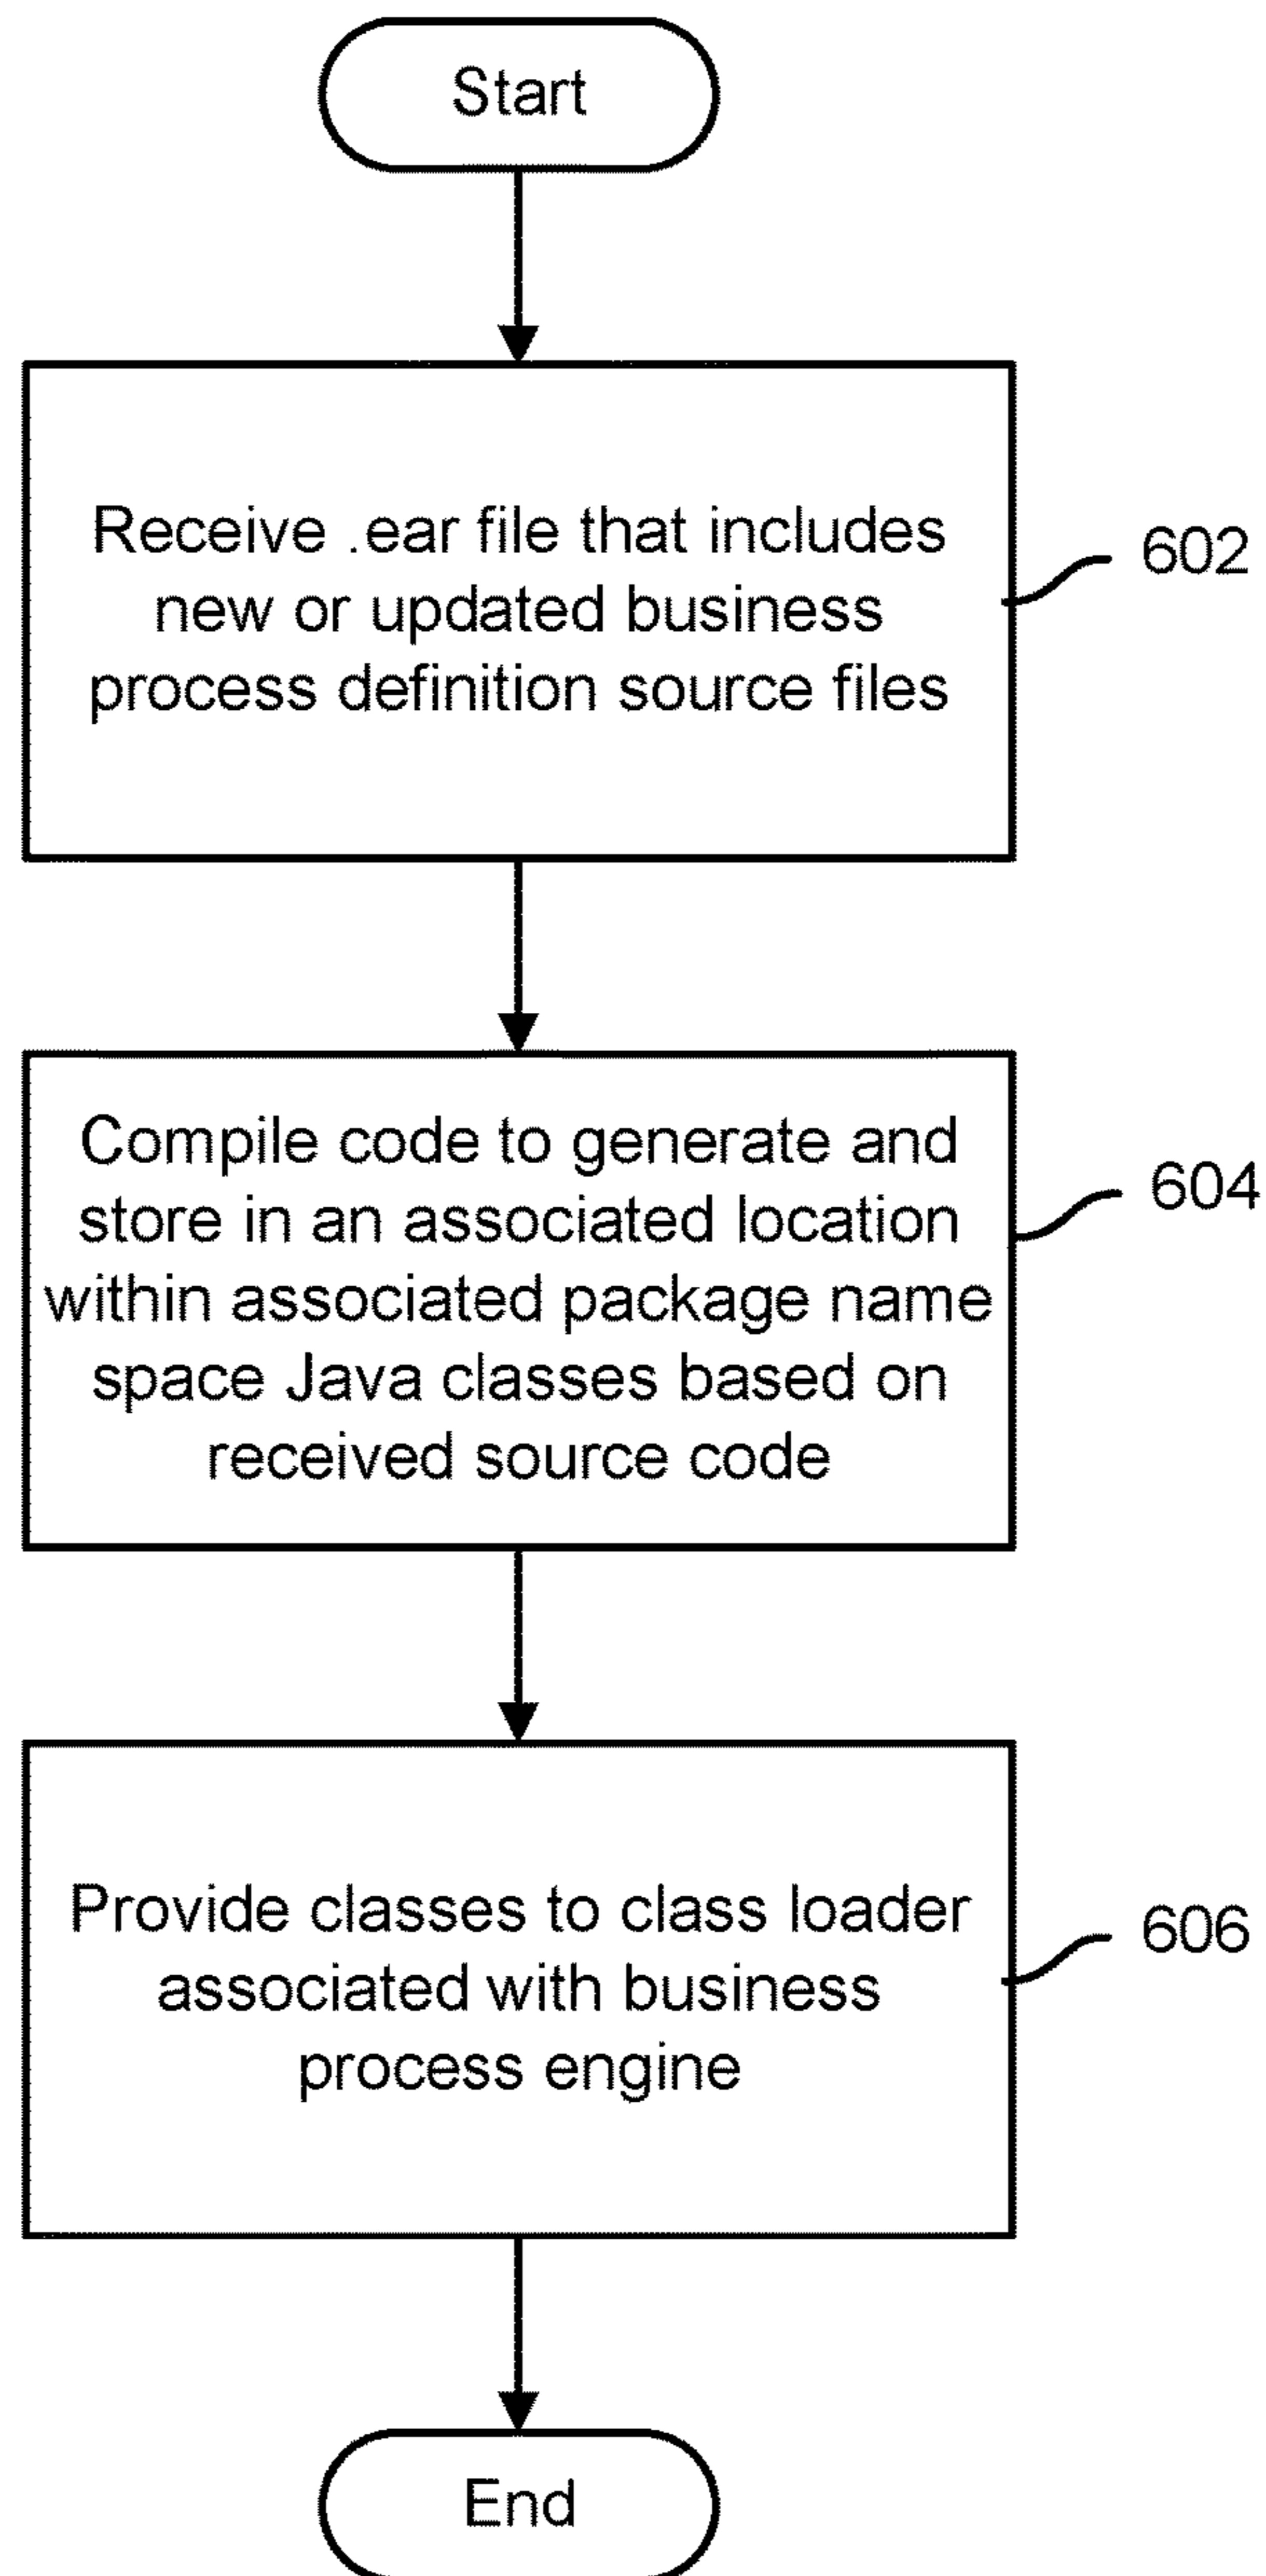 Start
Receive .ear file that includes
new or updated business
process definition source files
602
Compile code to generate and
store in an associated location
within associated package name
space Java classes based on
received source code
604
Provide classes to class loader
associated with business
process engine
606
End